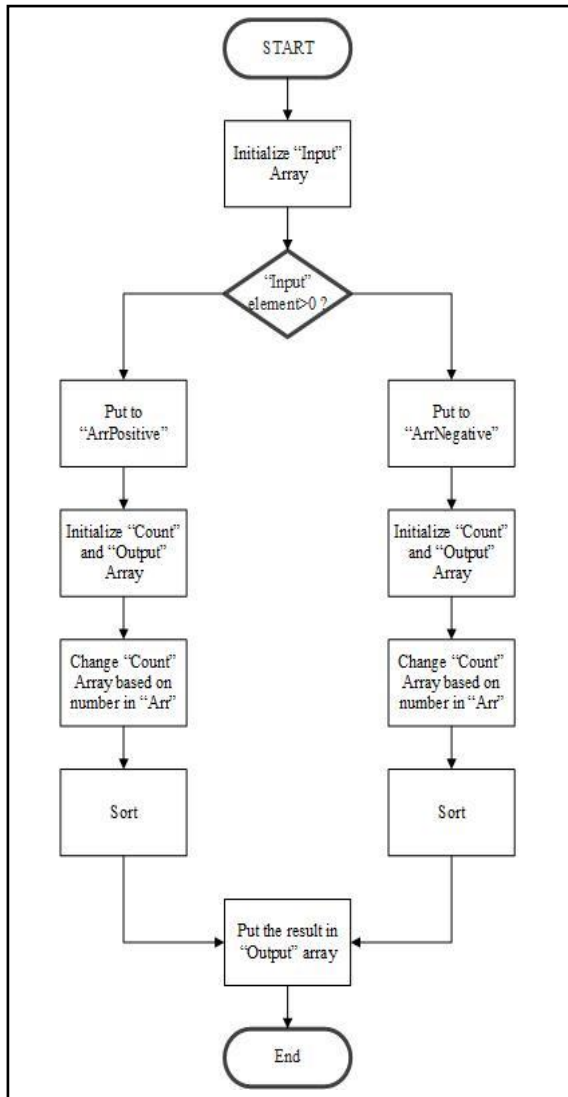 START
Initialize “Input”
Array
“Input”
element>0 ?
Put to
“ArrPositive”
Put to
“ArrNegative”
Initialize “Count”
and “Output”
Array
Initialize “Count”
and “Output”
Array
Change “Count”
Array based on
number in “Arr”
Change “Count”
Array based on
number in “Arr”
Sort
Sort
Put the result in
“Output” array
End